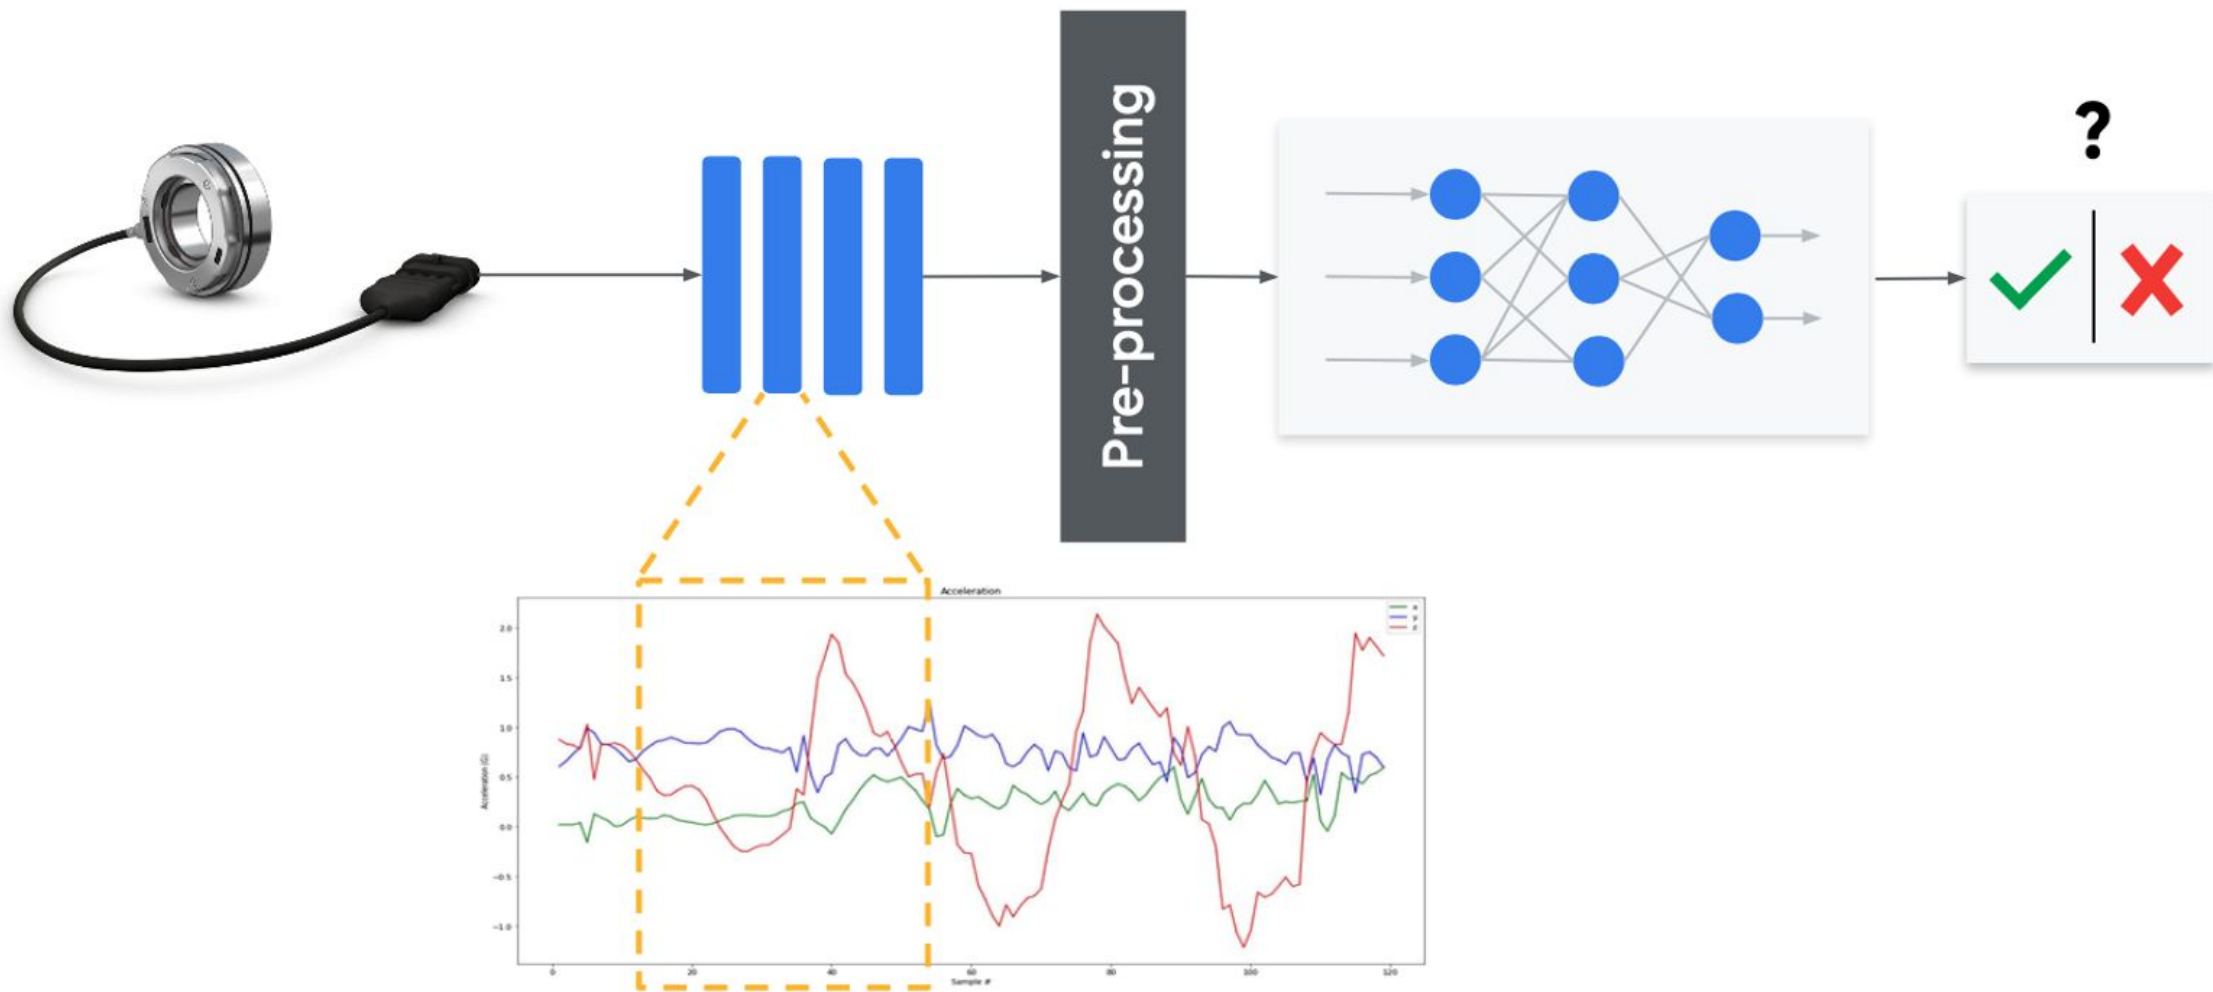 ?
Pre-processing
Acceleration
x
y
z
2.0
1.5
1.0
0.5
0.0
−0.5
−1.0
Acceleration (G)
0 20 40 60 80 100 120
Sample #